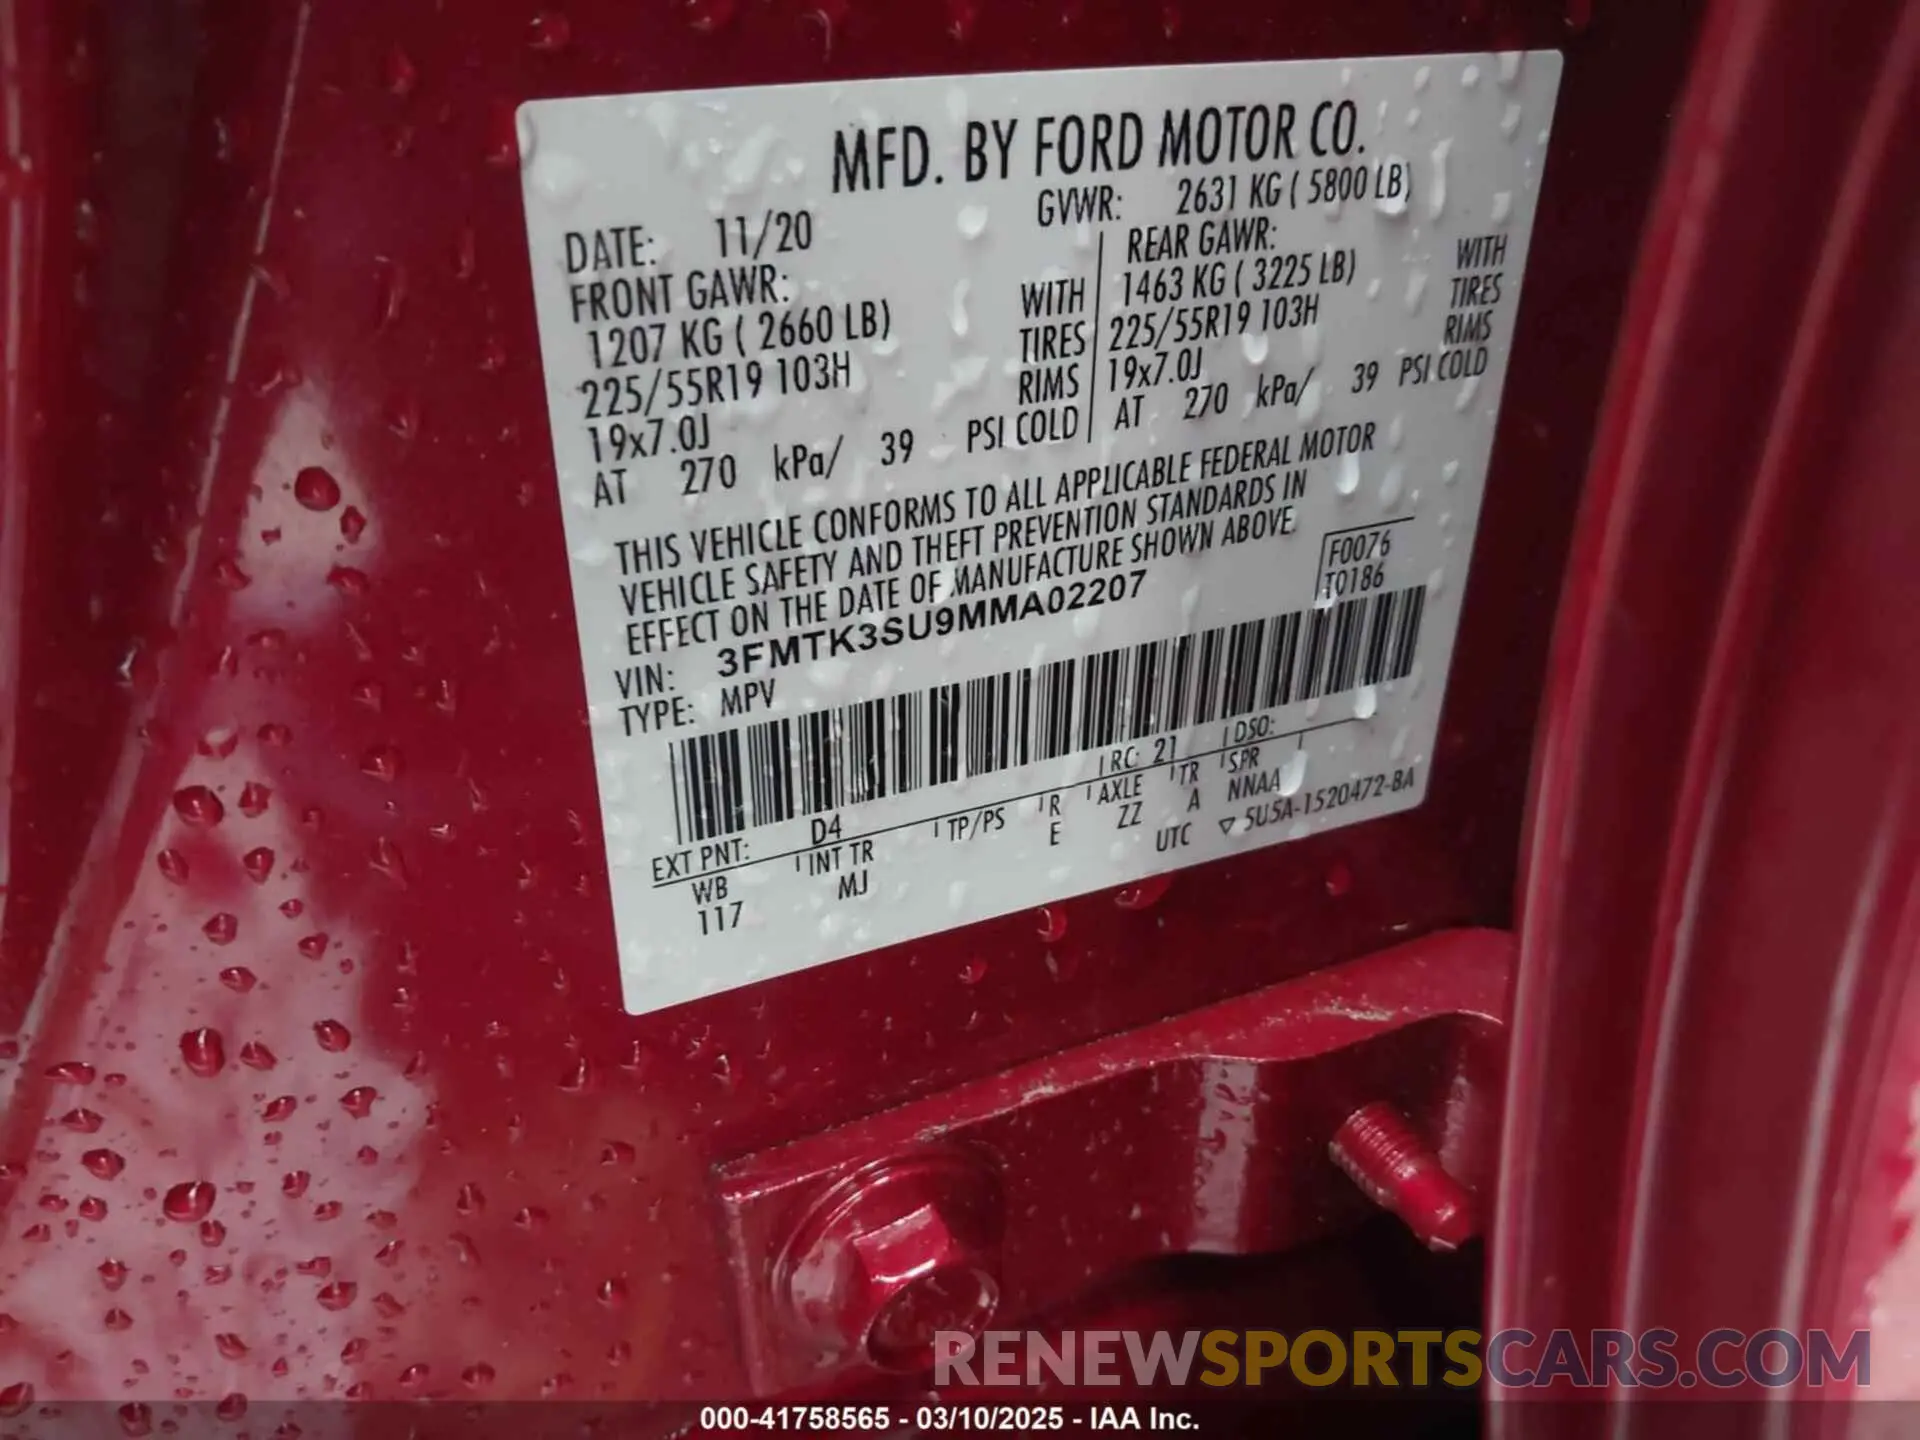 MFD. BY FORD MOTOR CO.
DATE: 11/20 GVWR: 2631 KG ( 5800 LB)
FRONT GAWR: REAR GAWR:
1207 KG ( 2660 LB) WITH 1463 KG ( 3225 LB) WITH
225/55R19 103H TIRES 225/55R19 103H TIRES
19x7.0J RIMS 19x7.0J RIMS
AT 270 kPa/ 39 PSI COLD AT 270 kPa/ 39 PSI COLD
THIS VEHICLE CONFORMS TO ALL APPLICABLE FEDERAL MOTOR
VEHICLE SAFETY AND THEFT PREVENTION STANDARDS IN
EFFECT ON THE DATE OF MANUFACTURE SHOWN ABOVE.
F0076
T0186
VIN: 3FMTK3SU9MMA02207
TYPE: MPV
EXT PNT: D4 RC: 21 DSO:
WB INT TR TP/PS R AXLE TR SPR
117 MJ E ZZ A NNAA
UTC ▽ 5U5A-1520472-BA
RENEWSPORTSCARS.COM
000-41758565 - 03/10/2025 - IAA Inc.